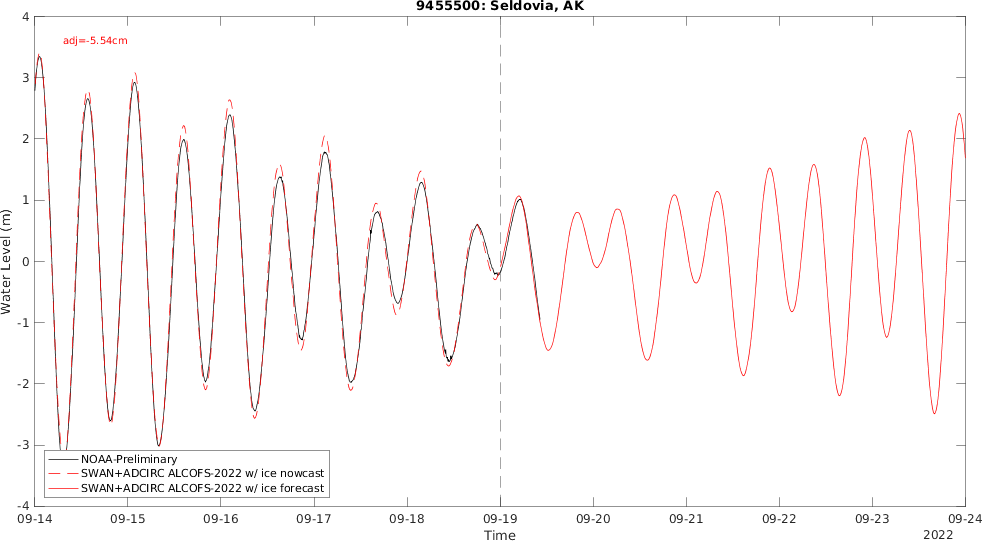 9455500: Seldovia, AK
adj=-5.54cm
4
3
2
1
0
-1
-2
-3
-4
Water Level (m)
NOAA-Preliminary
SWAN+ADCIRC ALCOFS-2022 w/ ice nowcast
SWAN+ADCIRC ALCOFS-2022 w/ ice forecast
09-14 09-15 09-16 09-17 09-18 09-19 09-20 09-21 09-22 09-23 09-24
Time
2022